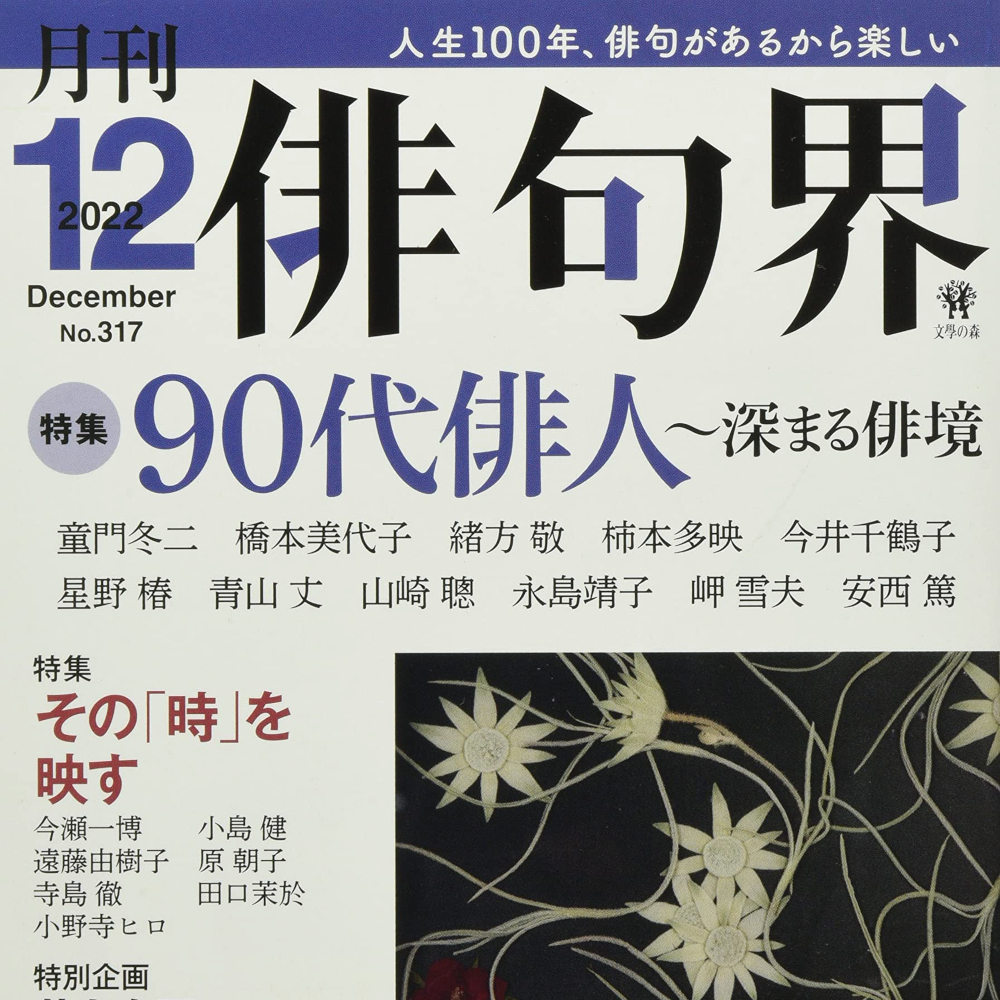 人生100年、俳句があるから楽しい
月刊
俳句界
12
2022
December
No.317
文學の森
特集
90代俳人～深まる俳境
童門冬二 橋本美代子 緒方 敬 柿本多映 今井千鶴子
星野 椿 青山 丈 山崎 聰 永島靖子 岬 雪夫 安西 篤
特集
その「時」を
映す
今瀬一博 小島 健
遠藤由樹子 原 朝子
寺島 徹 田口茉於
小野寺ヒロ
特別企画